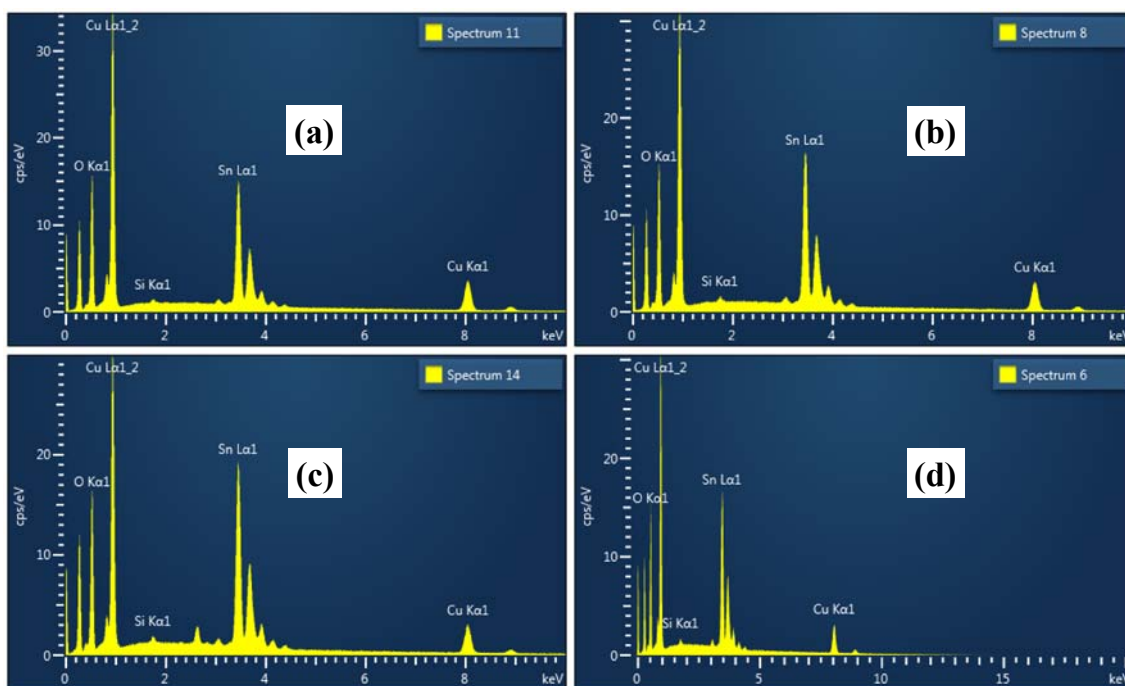 Cu Lα1_2
Spectrum 11
30
(a)
20
cps/eV
O Kα1
Sn Lα1
10
Si Kα1
Cu Kα1
0
0 2 4 6 8 keV
Cu Lα1_2
Spectrum 8
20
(b)
cps/eV
O Kα1
Sn Lα1
10
Si Kα1
Cu Kα1
0
0 2 4 6 8 keV
Cu Lα1_2
Spectrum 14
20
(c)
cps/eV
O Kα1
Sn Lα1
10
Si Kα1
Cu Kα1
0
0 2 4 6 8 keV
Cu Lα1_2
Spectrum 6
20
(d)
cps/eV
O Kα1
Sn Lα1
10
Si Kα1
Cu Kα1
0
0 5 10 15 keV